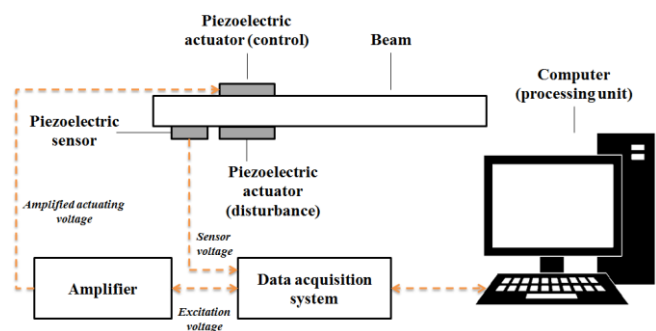 Piezoelectric
actuator (control)
Beam
Computer
(processing unit)
Piezoelectric
sensor
Piezoelectric
actuator
(disturbance)
Amplified actuating
voltage
Sensor
voltage
Amplifier
Data acquisition
system
Excitation
voltage